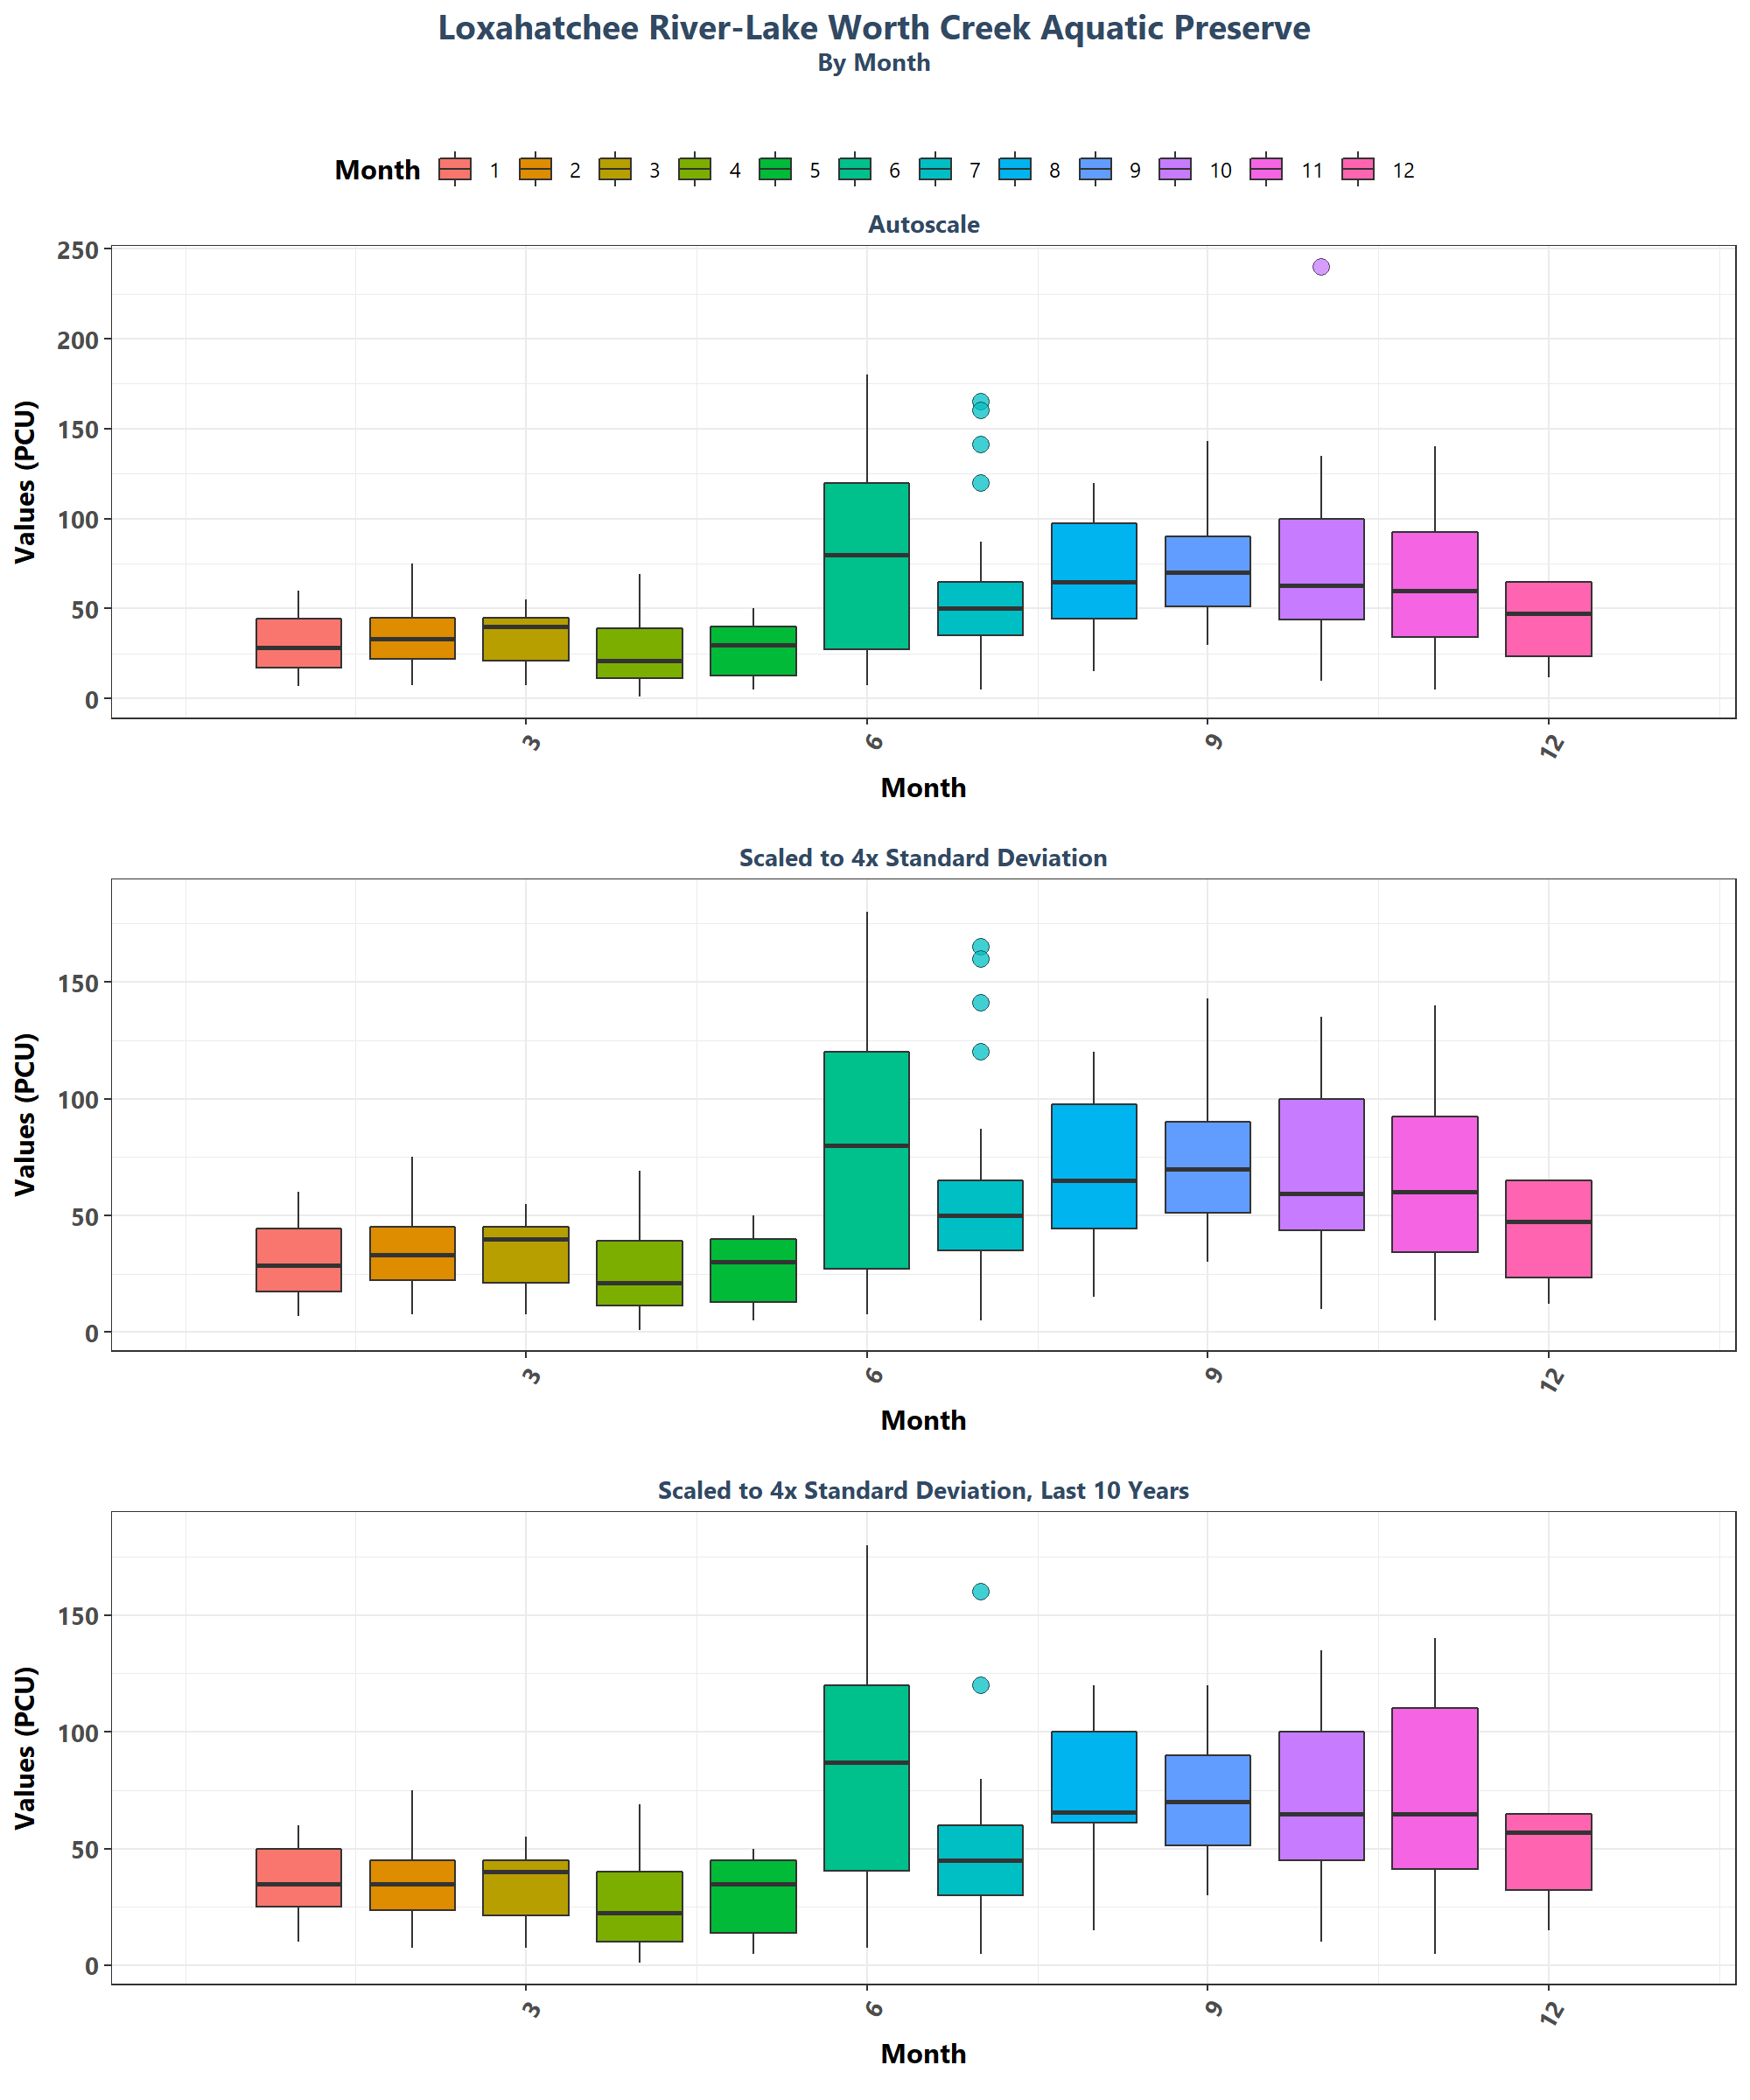 Loxahatchee River-Lake Worth Creek Aquatic Preserve
By Month
Month 1 2 3 4 5 6 7 8 9 10 11 12
Autoscale
Values (PCU)
250
200
150
100
50
0
3 6 9 12
Month
Scaled to 4x Standard Deviation
Values (PCU)
150
100
50
0
3 6 9 12
Month
Scaled to 4x Standard Deviation, Last 10 Years
Values (PCU)
150
100
50
0
3 6 9 12
Month